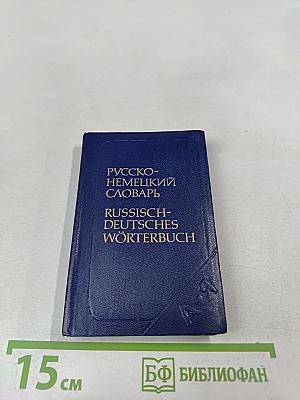 РУССКО-
НЕМЕЦКИЙ
СЛОВАРЬ
RUSSISCH-
DEUTSCHES
WÖRTERBUCH
А-Я
15 см
БФ БИБЛИОФАН